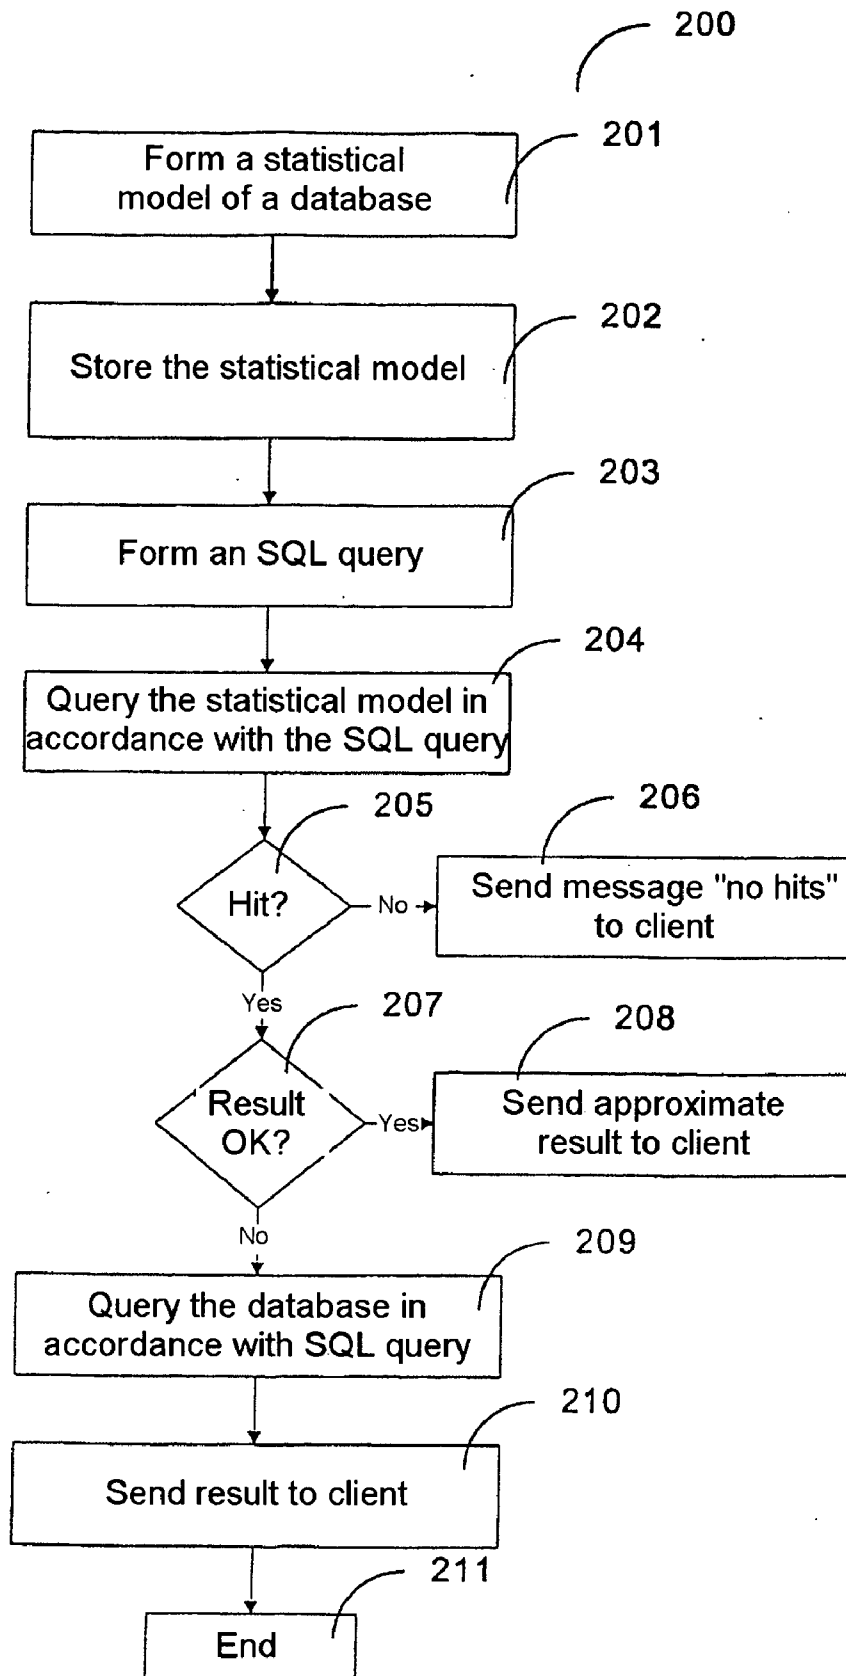 200
201
Form a statistical
model of a database
202
Store the statistical model
203
Form an SQL query
204
Query the statistical model in
accordance with the SQL query
205
Hit?
No
206
Send message "no hits"
to client
Yes
207
Result
OK?
Yes
208
Send approximate
result to client
No
209
Query the database in
accordance with SQL query
210
Send result to client
211
End